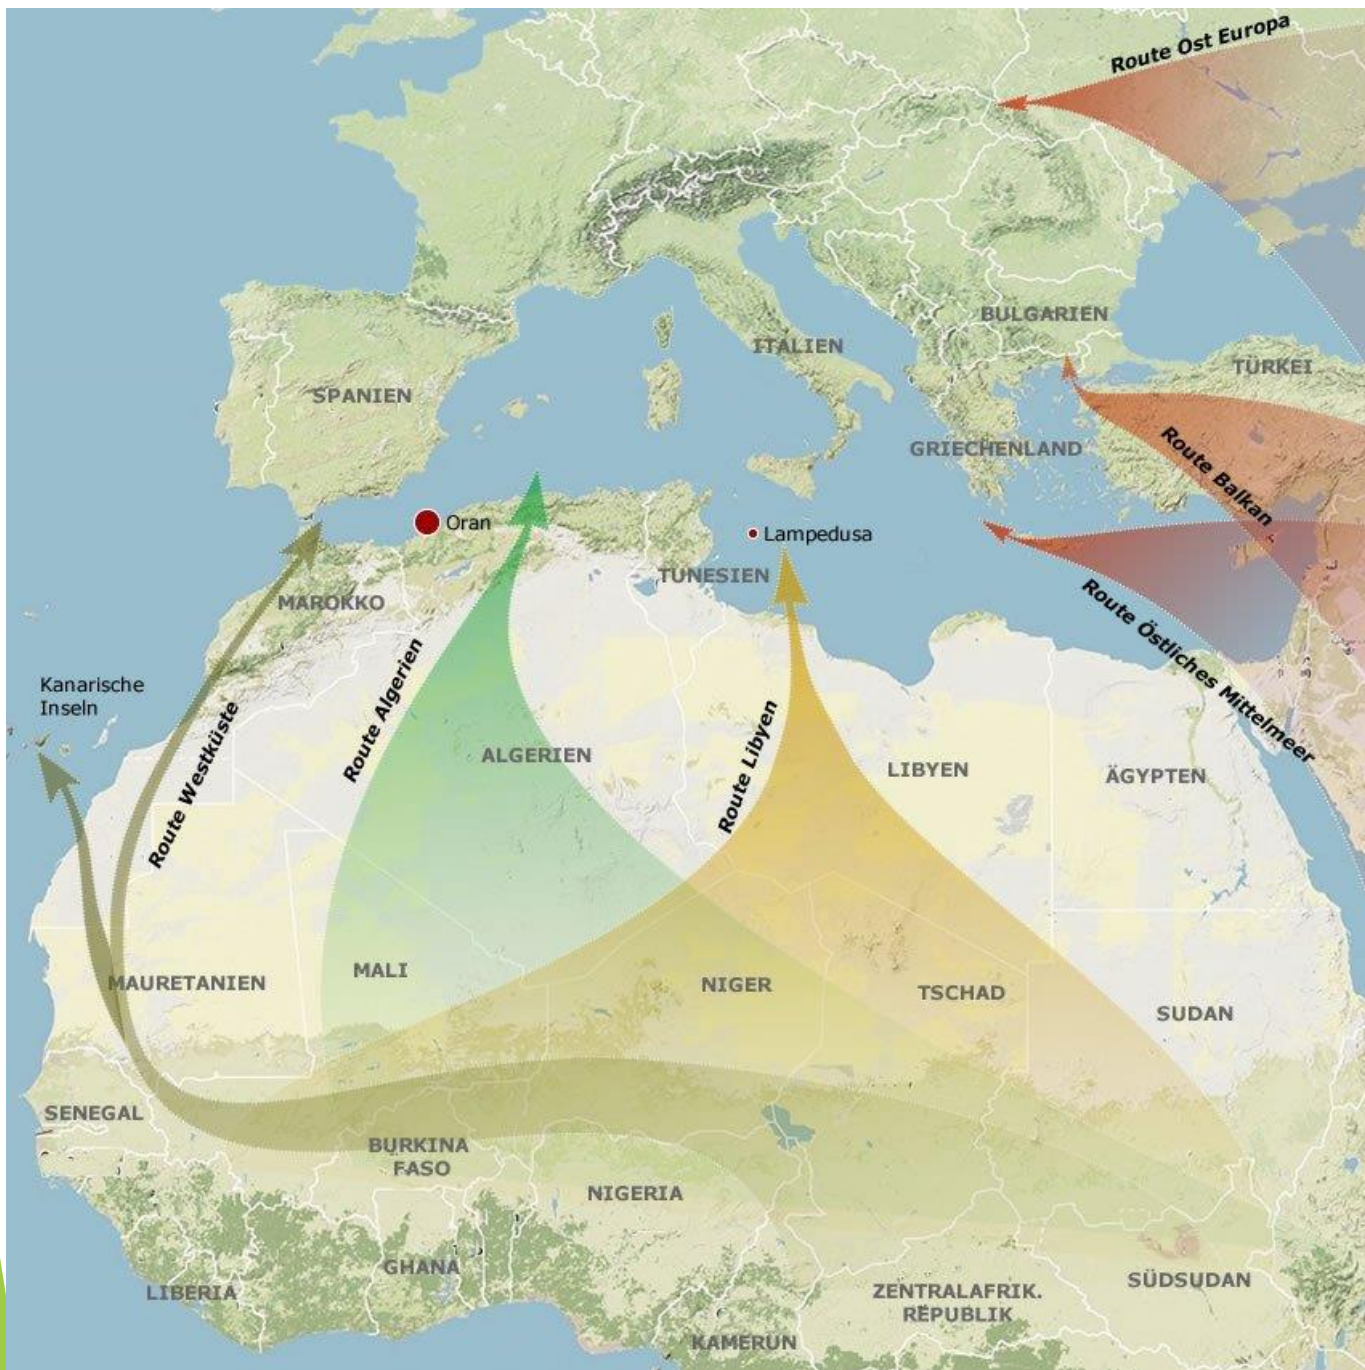 Route Ost Europa
BULGARIEN
ITALIEN
TÜRKEI
SPANIEN
GRIECHENLAND
Route Balkan
Oran
Lampedusa
TUNESIEN
MAROKKO
Route Östliches Mittelmeer
Kanarische
Inseln
Route Westküste
Route Algerien
Route Libyen
ALGERIEN
LIBYEN
ÄGYPTEN
MAURETANIEN
MALI
NIGER
TSCHAD
SUDAN
SENEGAL
BURKINA
FASO
NIGERIA
GHANA
LIBERIA
ZENTRALAFRIK.
REPUBLIK
SÜDSUDAN
KAMERUN